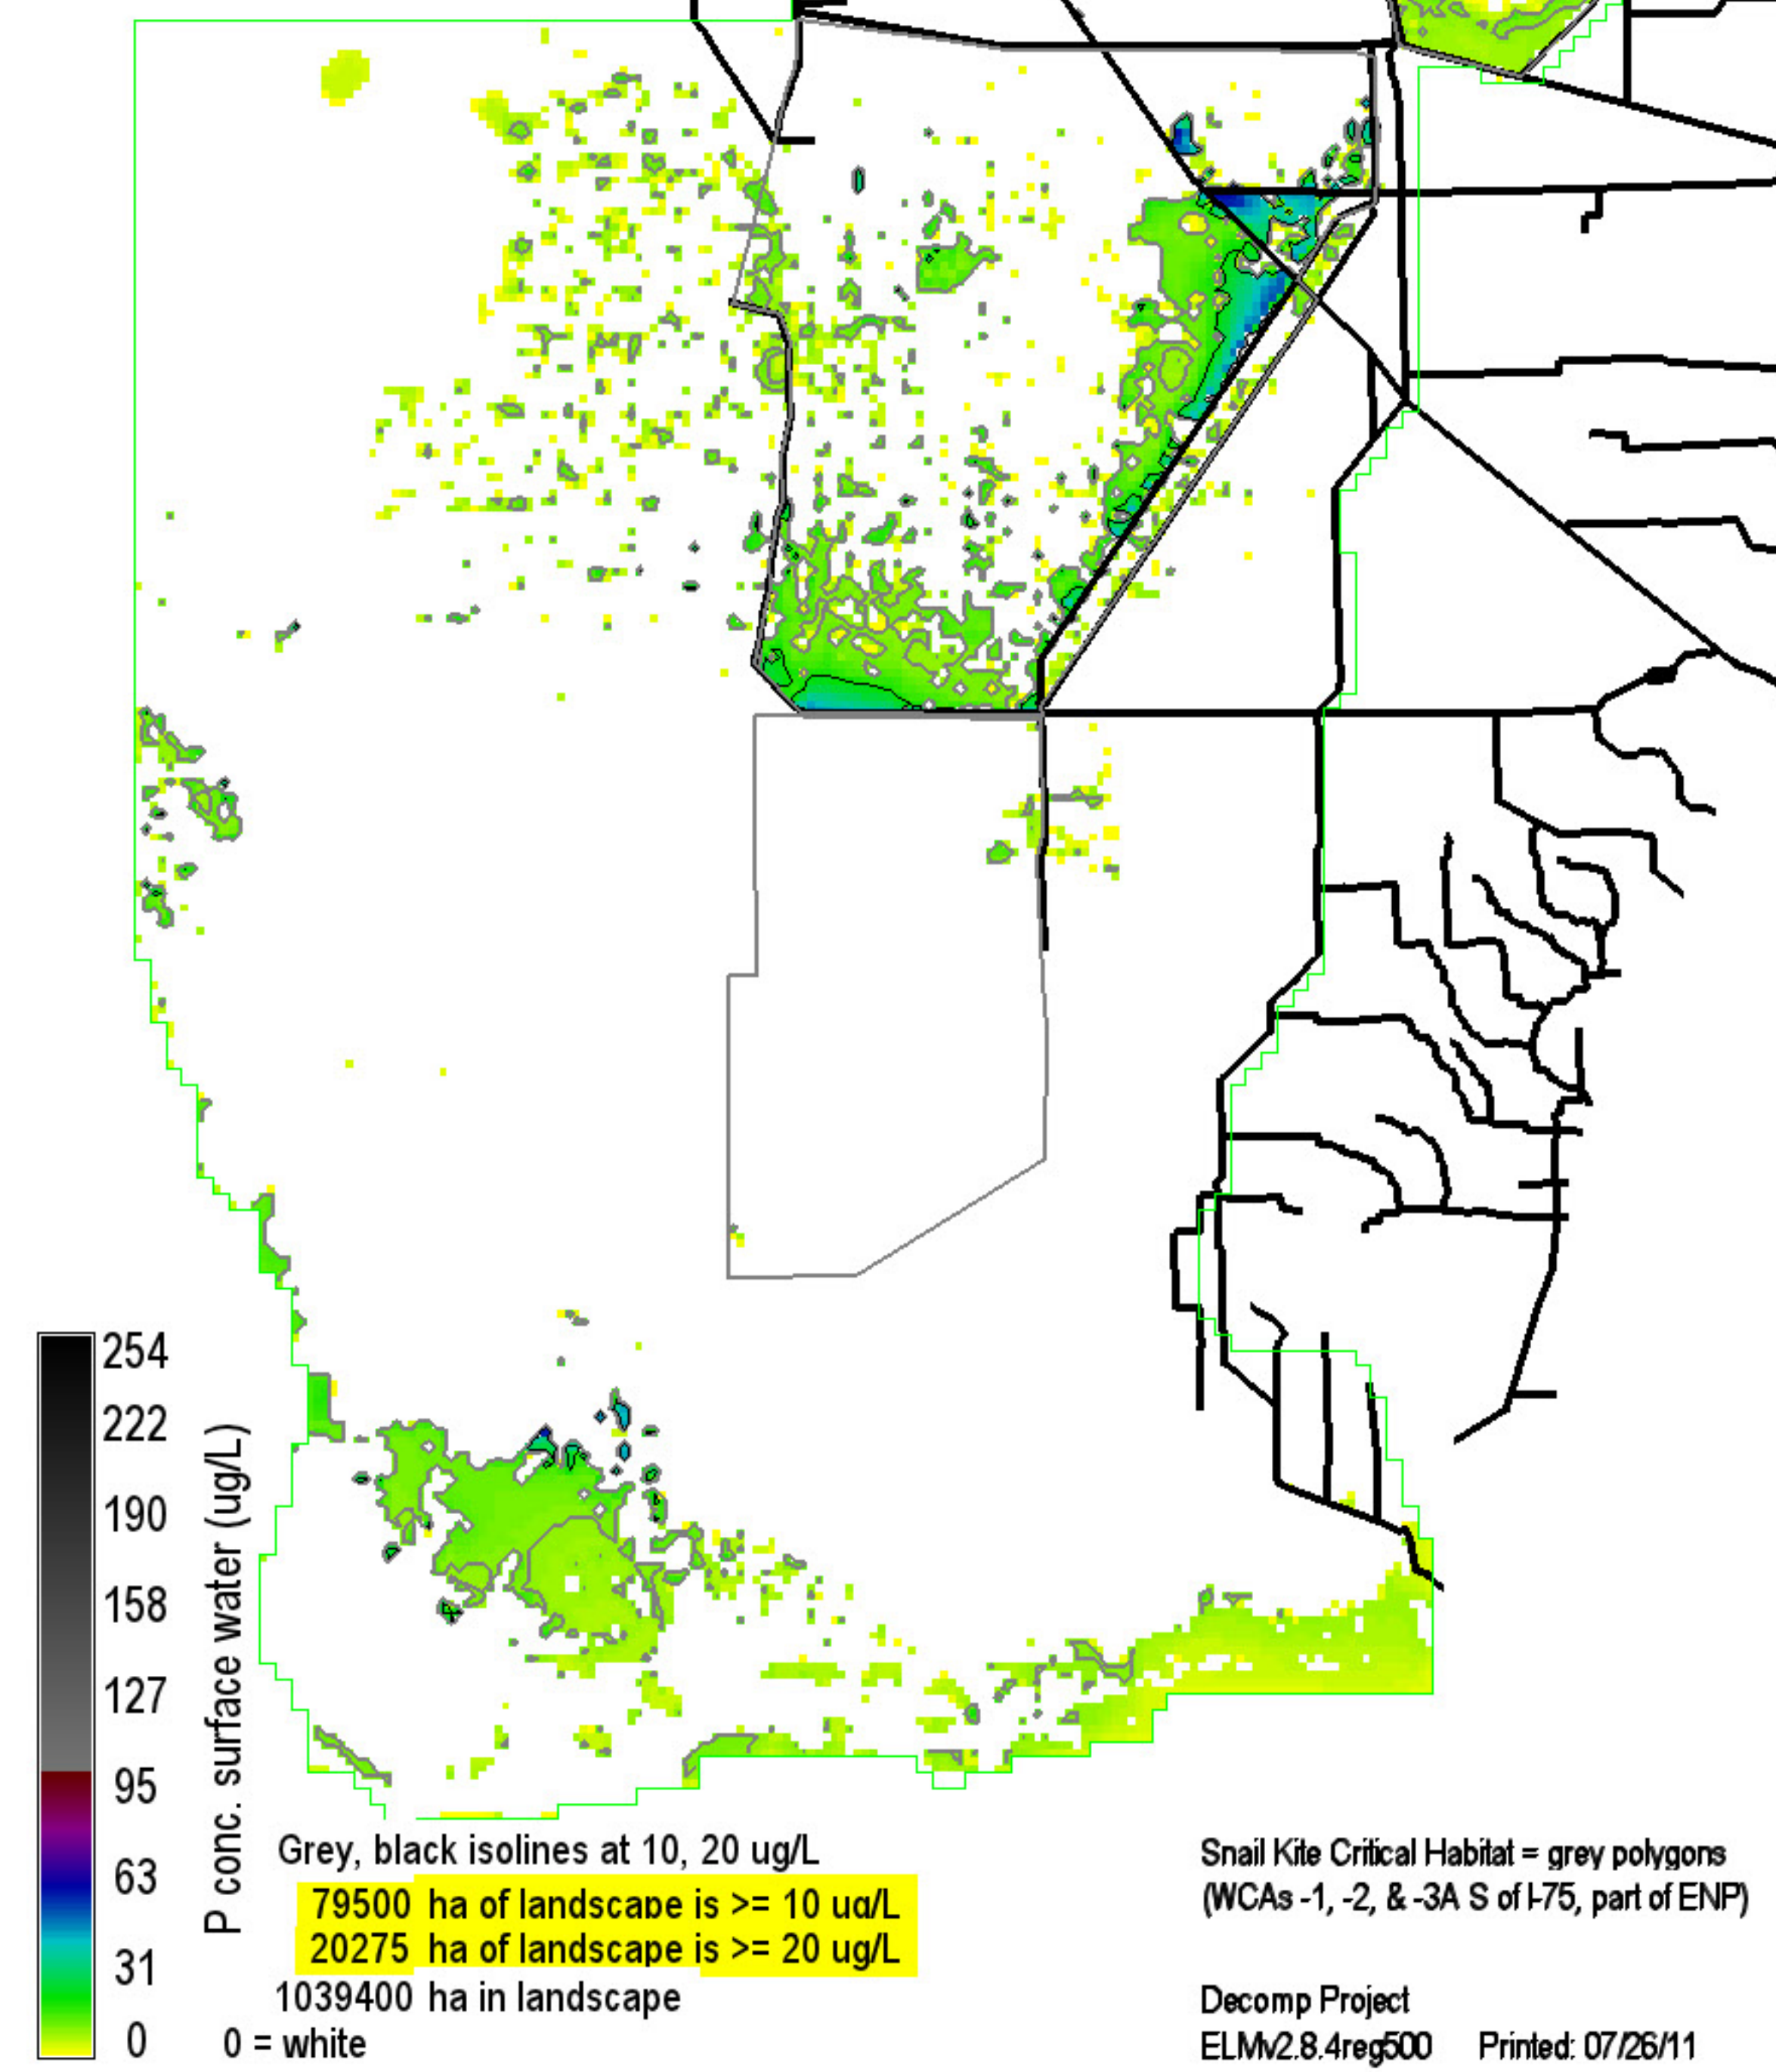 254
222
190
158
127
95
63
31
0
P conc. surface water (ug/L)
Grey, black isolines at 10, 20 ug/L
79500 ha of landscape is >= 10 ug/L
20275 ha of landscape is >= 20 ug/L
1039400 ha in landscape
0 = white
Snail Kite Critical Habitat = grey polygons
(WCAs -1, -2, & -3A S of I-75, part of ENP)
Decomp Project
ELMv2.8.4reg500 Printed: 07/26/11